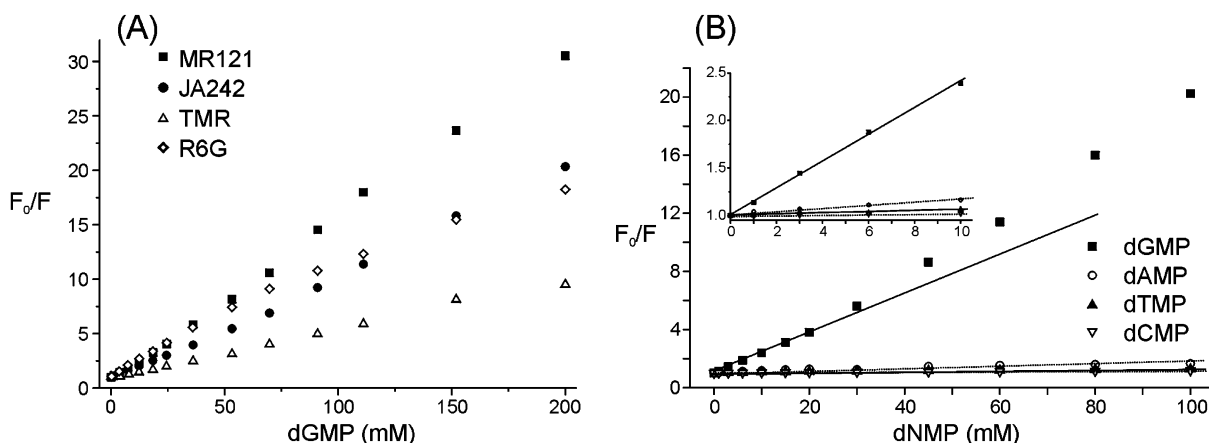 (A)
MR121
JA242
TMR
R6G
F₀/F
30
25
20
15
10
5
0
0 50 100 150 200
dGMP (mM)
(B)
2.5
2.0
1.5
1.0
0 2 4 6 8 10
F₀/F
20
16
12
8
4
0
dGMP
dAMP
dTMP
dCMP
0 20 40 60 80 100
dNMP (mM)